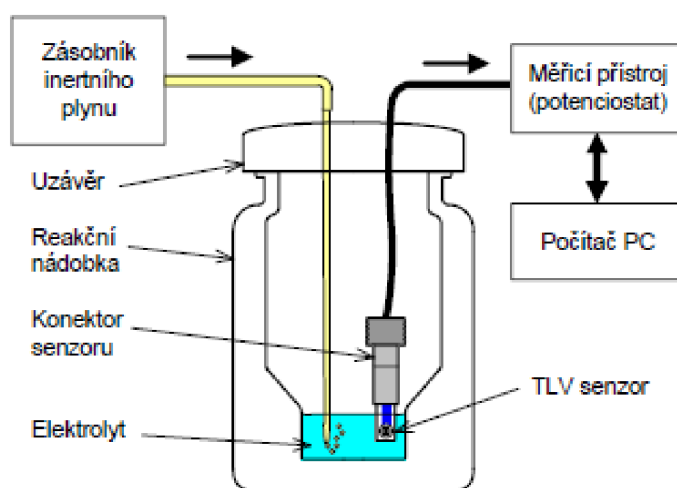 Zásobník
inertního
plynu
Měřicí přístroj
(potenciostat)
Uzávěr
Reakční
nádobka
Počítač PC
Konektor
senzoru
TLV senzor
Elektrolyt